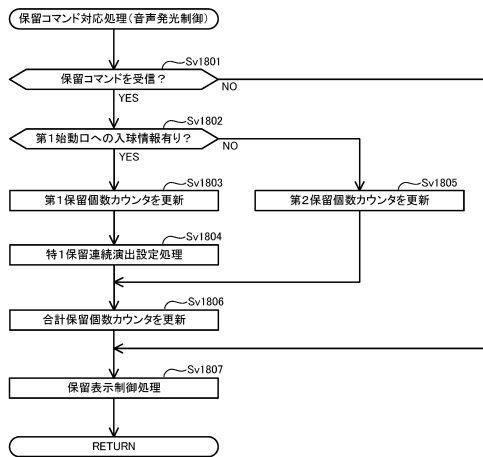 保留コマンド対応処理(音声発光制御)
Sv1801
保留コマンドを受信?
NO
YES
Sv1802
第1始動口への入球情報有り?
NO
YES
Sv1803
第1保留個数カウンタを更新
Sv1805
第2保留個数カウンタを更新
Sv1804
特1保留連続演出設定処理
Sv1806
合計保留個数カウンタを更新
Sv1807
保留表示制御処理
RETURN